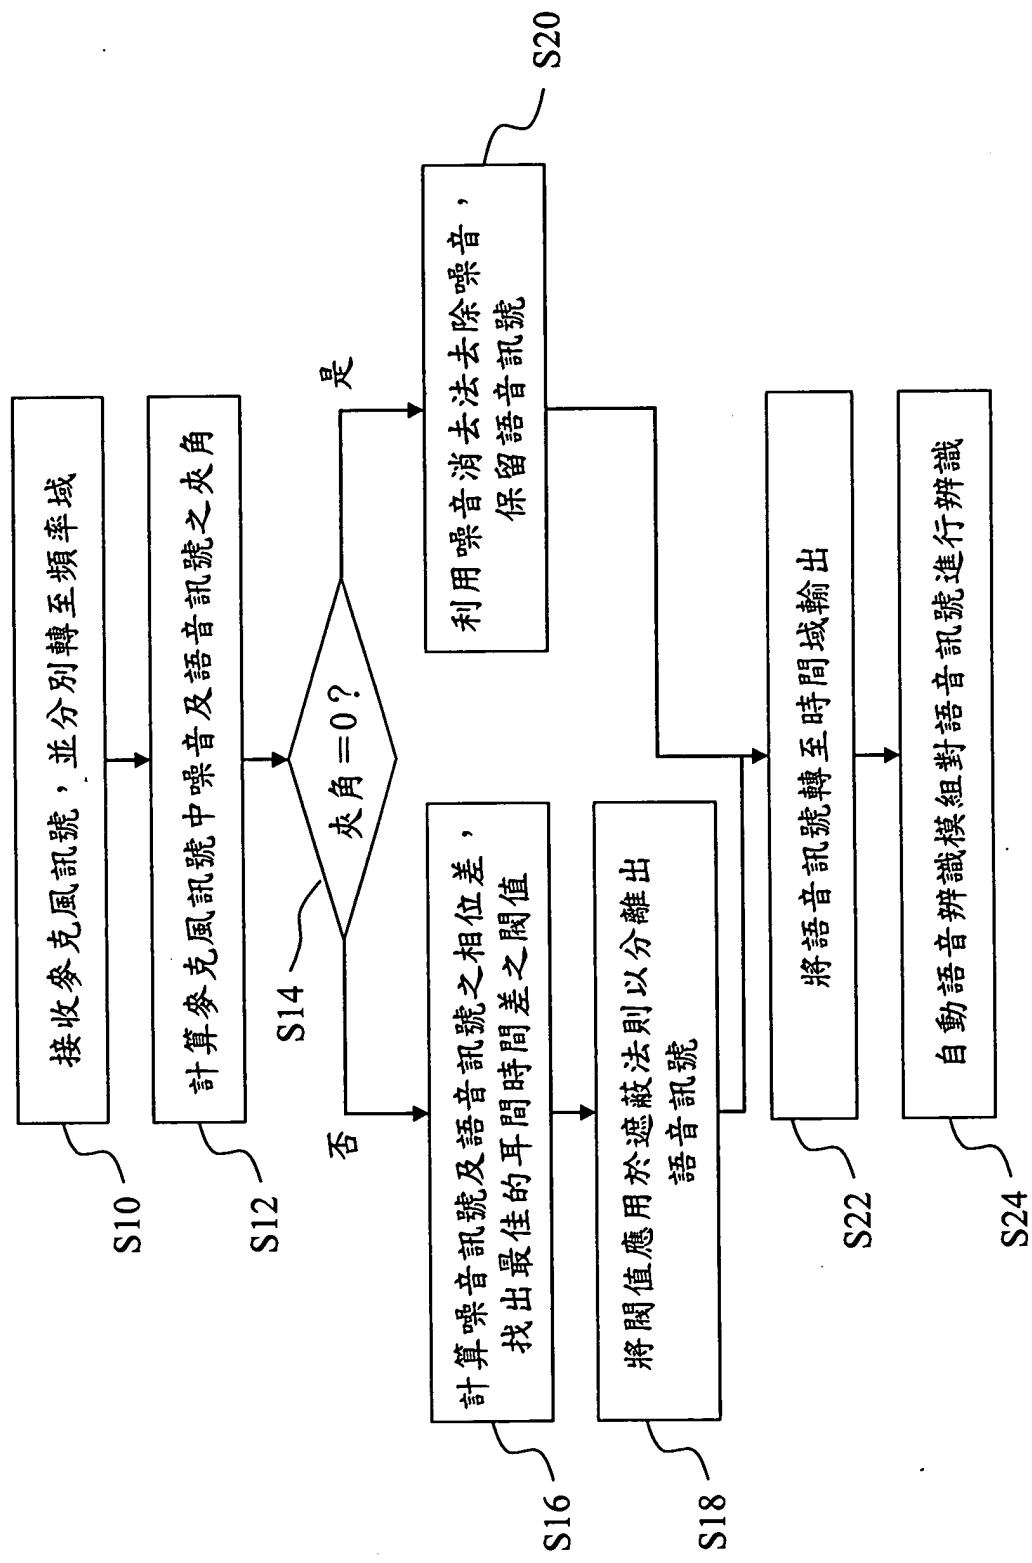 接收麥克風訊號，並分別轉至頻率域
S10
計算麥克風訊號中噪音及語音訊號之夾角
S12
夾角=0？
S14
否
是
計算噪音訊號及語音訊號之相位差，
找出最佳的耳間時間差之閥值
S16
將閥值應用於遮蔽法則以分離出
語音訊號
S18
利用噪音消去法去除噪音，
保留語音訊號
S20
將語音訊號轉至時間域輸出
S22
自動語音辨識模組對語音訊號進行辨識
S24